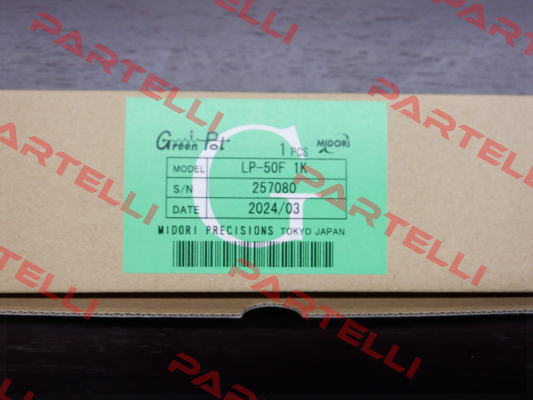 PARTELLI
PARTELLI
PARTELLI
Green Pot
1 PCS
MIDORI
G
MODEL LP-50F 1K
S/N 257080
DATE 2024/03
MIDORI PRECISIONS TOKYO JAPAN
PARTELLI
PARTELLI
PARTELLI
PARTELLI